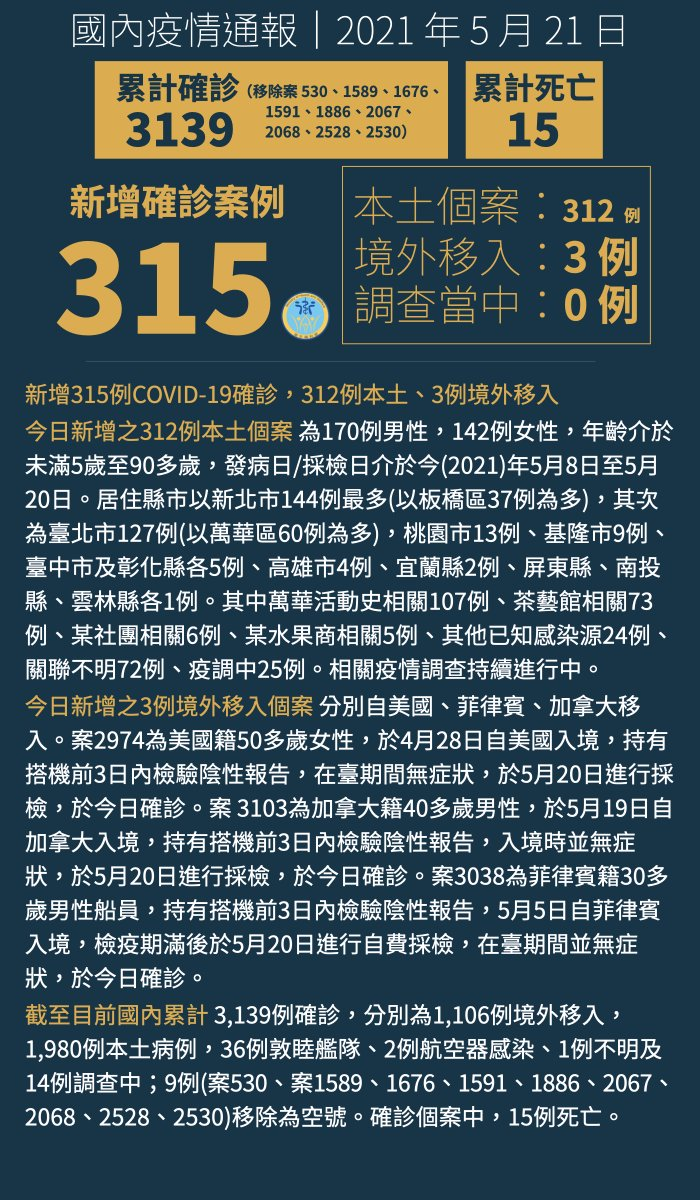 國內疫情通報｜2021 年 5 月 21 日
累計確診（移除案 530、1589、1676、
3139 1591、1886、2067、
2068、2528、2530）
累計死亡
15
新增確診案例
315
本土個案：312 例
境外移入：3 例
調查當中：0 例
新增315例COVID-19確診，312例本土、3例境外移入
今日新增之312例本土個案 為170例男性，142例女性，年齡介於
未滿5歲至90多歲，發病日/採檢日介於今(2021)年5月8日至5月
20日。居住縣市以新北市144例最多(以板橋區37例為多)，其次
為臺北市127例(以萬華區60例為多)，桃園市13例、基隆市9例、
臺中市及彰化縣各5例、高雄市4例、宜蘭縣2例、屏東縣、南投
縣、雲林縣各1例。其中萬華活動史相關107例、茶藝館相關73
例、某社團相關6例、某水果商相關5例、其他已知感染源24例、
關聯不明72例、疫調中25例。相關疫情調查持續進行中。
今日新增之3例境外移入個案 分別自美國、菲律賓、加拿大移
入。案2974為美國籍50多歲女性，於4月28日自美國入境，持有
搭機前3日內檢驗陰性報告，在臺期間無症狀，於5月20日進行採
檢，於今日確診。案 3103為加拿大籍40多歲男性，於5月19日自
加拿大入境，持有搭機前3日內檢驗陰性報告，入境時並無症
狀，於5月20日進行採檢，於今日確診。案3038為菲律賓籍30多
歲男性船員，持有搭機前3日內檢驗陰性報告，5月5日自菲律賓
入境，檢疫期滿後於5月20日進行自費採檢，在臺期間並無症
狀，於今日確診。
截至目前國內累計 3,139例確診，分別為1,106例境外移入，
1,980例本土病例，36例敦睦艦隊、2例航空器感染、1例不明及
14例調查中；9例(案530、案1589、1676、1591、1886、2067、
2068、2528、2530)移除為空號。確診個案中，15例死亡。